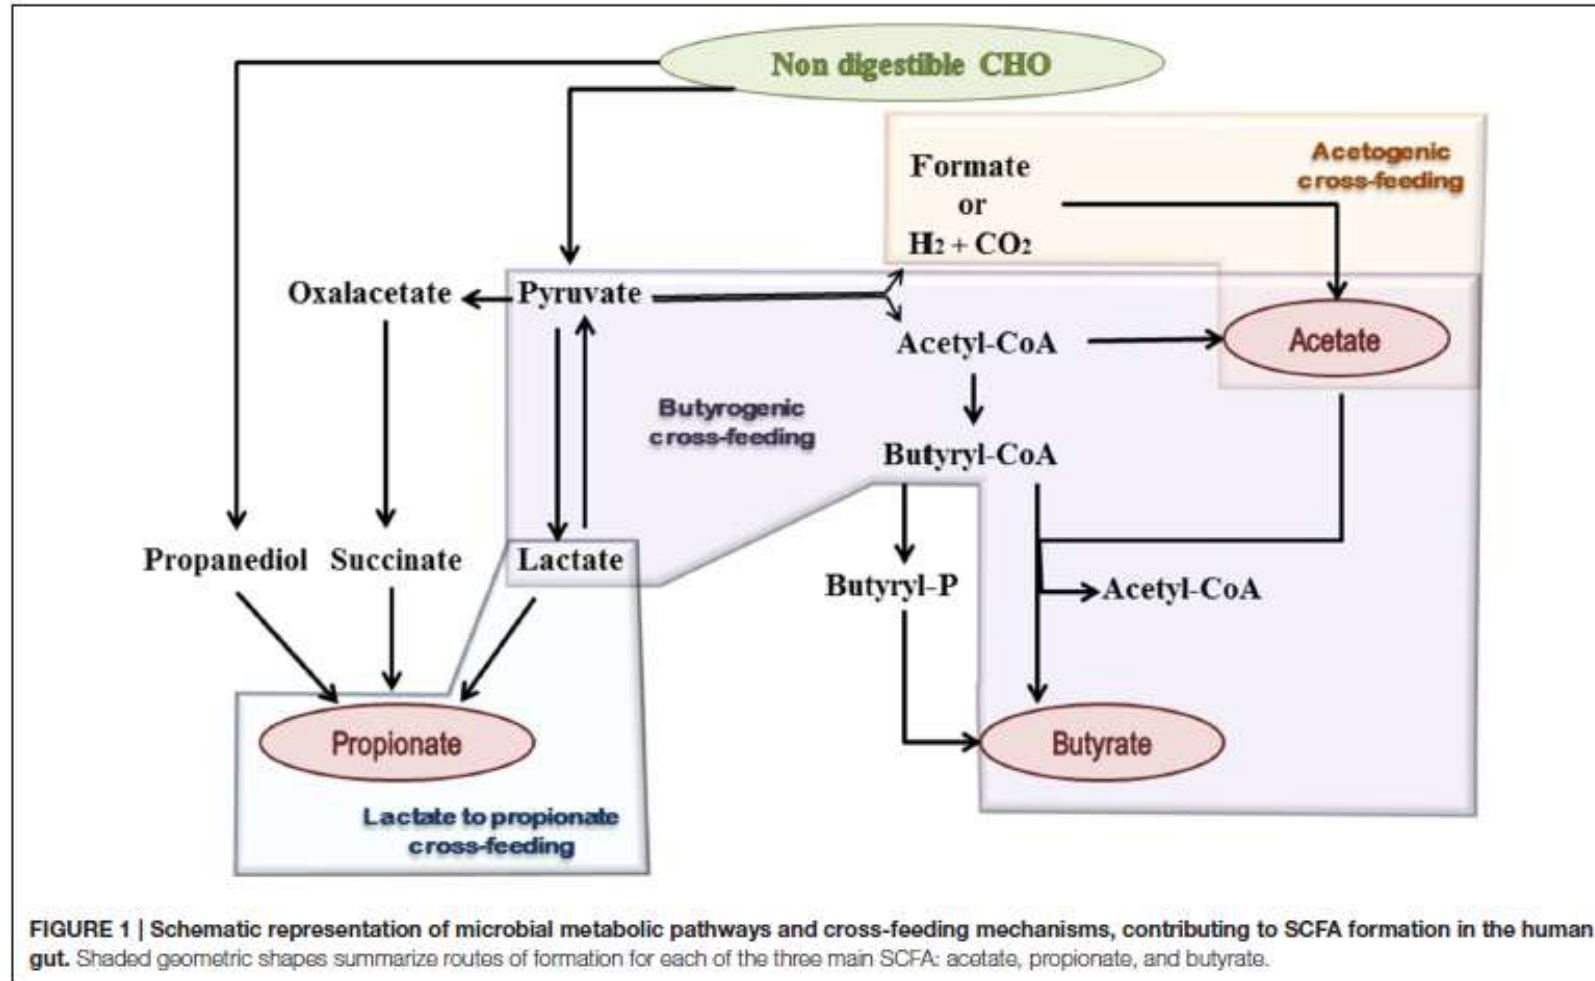 Non digestible CHO
Formate
or
H2 + CO2
Acetogenic
cross-feeding
Oxalacetate
Pyruvate
Acetyl-CoA
Acetate
Butyrogenic
cross-feeding
Butyryl-CoA
Propanediol
Succinate
Lactate
Butyryl-P
Acetyl-CoA
Propionate
Butyrate
Lactate to propionate
cross-feeding
FIGURE 1 | Schematic representation of microbial metabolic pathways and cross-feeding mechanisms, contributing to SCFA formation in the human
gut. Shaded geometric shapes summarize routes of formation for each of the three main SCFA: acetate, propionate, and butyrate.